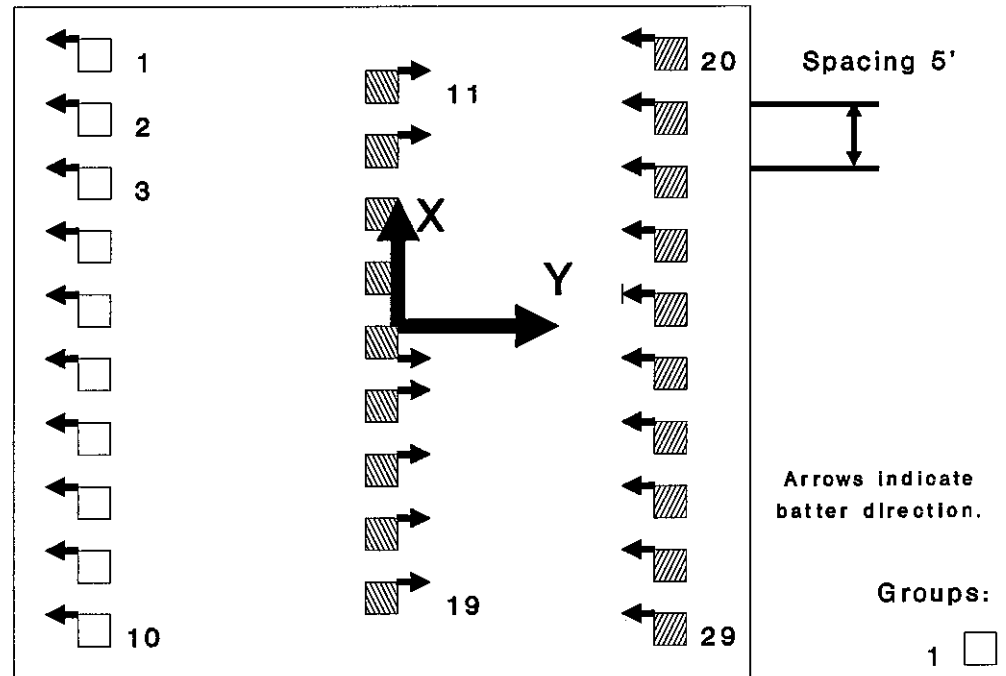 1
2
3
10
11
19
20
29
X
Y
Spacing 5'
Arrows indicate
batter direction.
Groups:
1